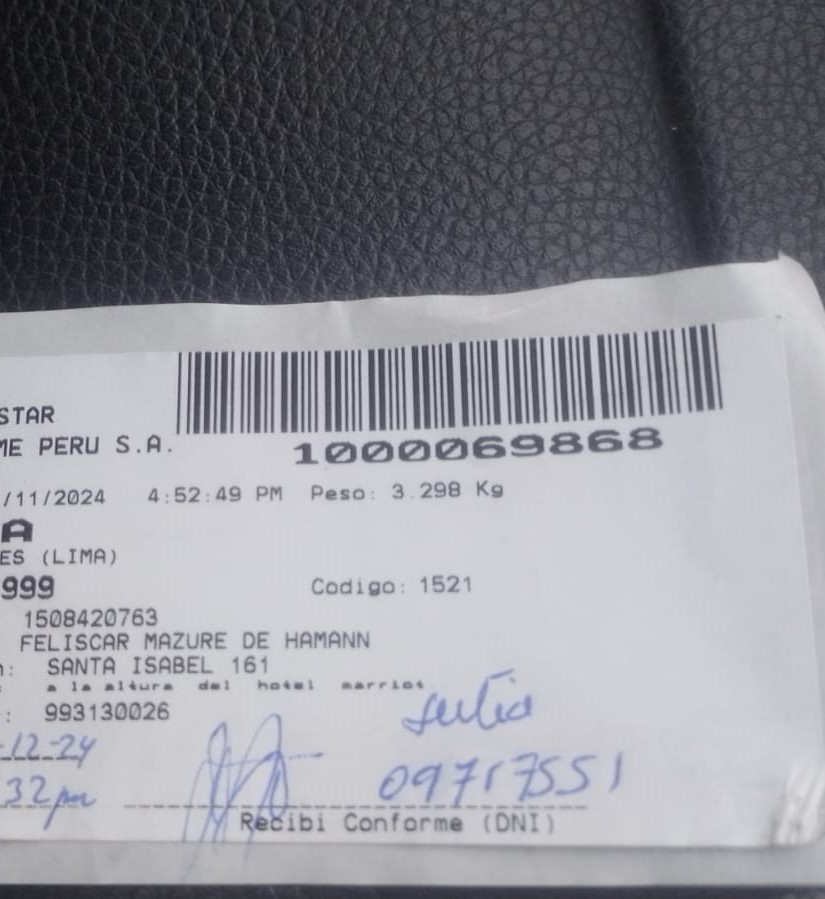 STAR
ME PERU S.A.
1000069868
/11/2024 4:52:49 PM Peso: 3.298 Kg
A
ES (LIMA)
999 Codigo: 1521
1508420763
FELISCAR MAZURE DE HAMANN
: SANTA ISABEL 161
: a la altura del hotel marriot
: 993130026
-12-24
32 pm 09717551
Recibi Conforme (DNI)